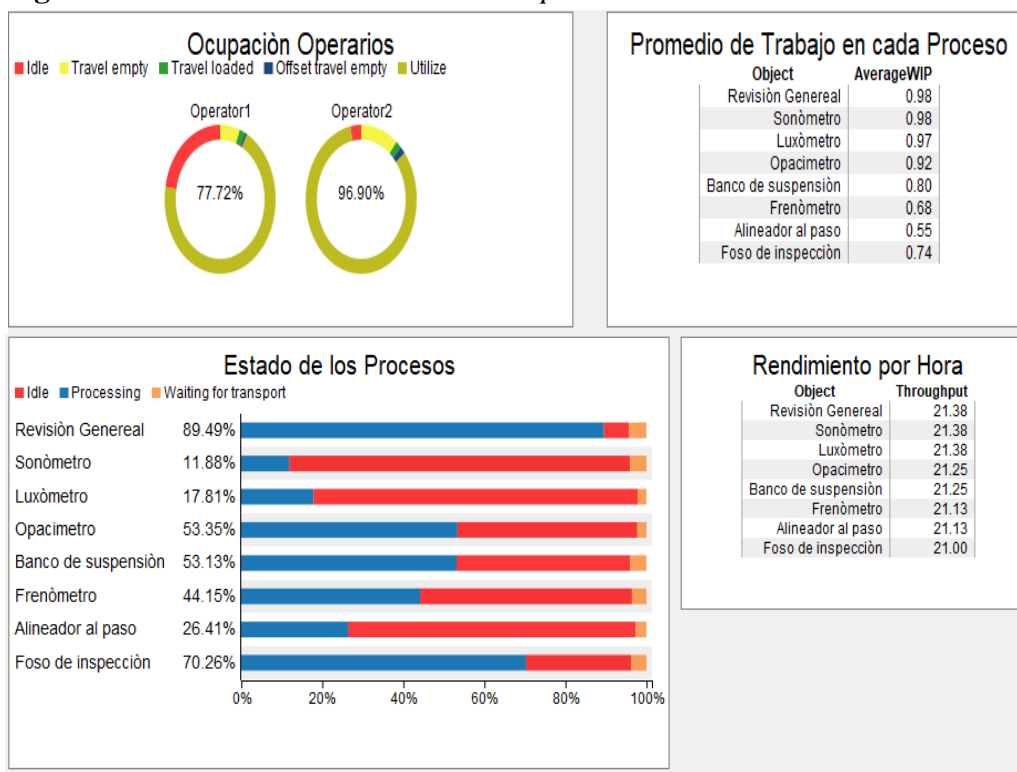 Ocupaciòn Operarios
Idle Travel empty Travel loaded Offset travel empty Utilize
Operator1 Operator2
77.72% 96.90%
Promedio de Trabajo en cada Proceso
Object AverageWIP
Revisiòn Genereal 0.98
Sonòmetro 0.98
Luxòmetro 0.97
Opacimetro 0.92
Banco de suspensiòn 0.80
Frenòmetro 0.68
Alineador al paso 0.55
Foso de inspecciòn 0.74
Estado de los Procesos
Idle Processing Waiting for transport
Revisiòn Genereal 89.49%
Sonòmetro 11.88%
Luxòmetro 17.81%
Opacimetro 53.35%
Banco de suspensiòn 53.13%
Frenòmetro 44.15%
Alineador al paso 26.41%
Foso de inspecciòn 70.26%
0% 20% 40% 60% 80% 100%
Rendimiento por Hora
Object Throughput
Revisiòn Genereal 21.38
Sonòmetro 21.38
Luxòmetro 21.38
Opacimetro 21.25
Banco de suspensiòn 21.25
Frenòmetro 21.13
Alineador al paso 21.13
Foso de inspecciòn 21.00